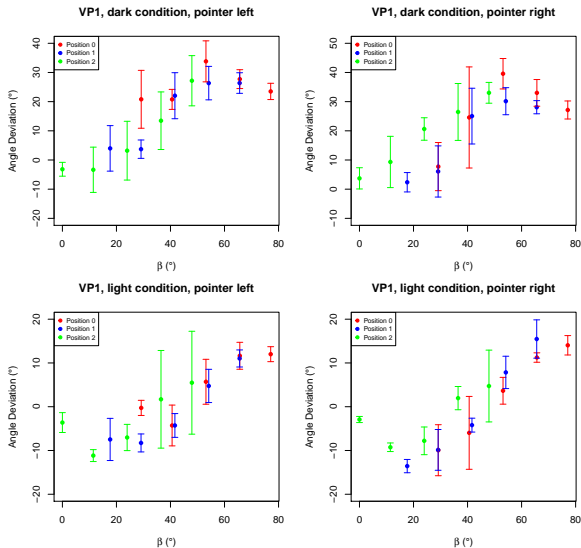 VP1, dark condition, pointer left
Position 0
Position 1
Position 2
Angle Deviation (°)
40
30
20
10
0
−10
−20
0 20 40 60 80
β (°)
VP1, dark condition, pointer right
Position 0
Position 1
Position 2
Angle Deviation (°)
50
40
30
20
10
0
−10
0 20 40 60 80
β (°)
VP1, light condition, pointer left
Position 0
Position 1
Position 2
Angle Deviation (°)
20
10
0
−10
−20
0 20 40 60 80
β (°)
VP1, light condition, pointer right
Position 0
Position 1
Position 2
Angle Deviation (°)
20
10
0
−10
−20
0 20 40 60 80
β (°)